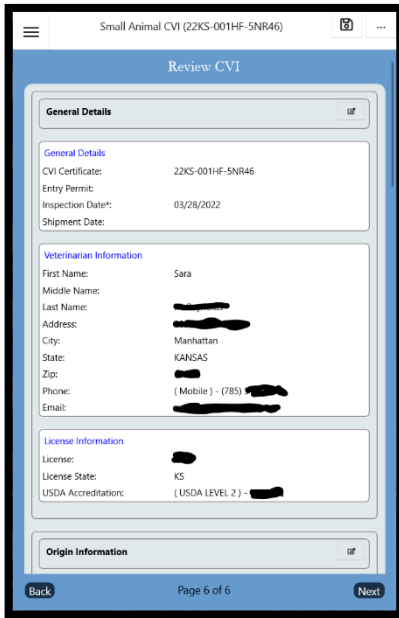 Small Animal CVI (22KS-001HF-5NR46)
...
Review CVI
General Details
General Details
CVI Certificate: 22KS-001HF-5NR46
Entry Permit:
Inspection Date*: 03/28/2022
Shipment Date:
Veterinarian Information
First Name: Sara
Middle Name:
Last Name:
Address:
City: Manhattan
State: KANSAS
Zip:
Phone: ( Mobile ) - (785)
Email:
License Information
License:
License State: KS
USDA Accreditation: ( USDA LEVEL 2 ) -
Origin Information
Back Page 6 of 6 Next